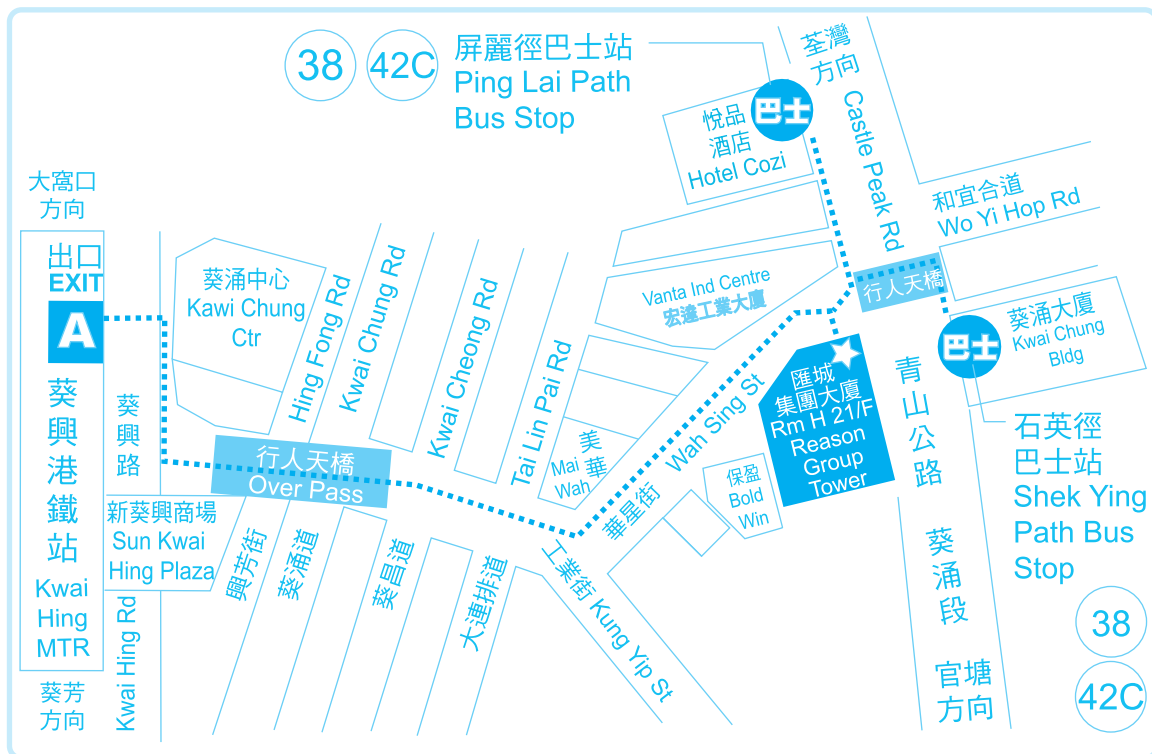 38
42C
屏麗徑巴士站
Ping Lai Path
Bus Stop
荃灣
方向
Castle Peak Rd
悅品
酒店
Hotel Cozi
巴士
和宜合道
Wo Yi Hop Rd
大窩口
方向
出口
EXIT
A
葵興港鐵站
Kwai
Hing
MTR
葵芳
方向
葵興路
Kwai Hing Rd
葵涌中心
Kawi Chung
Ctr
Hing Fong Rd
Kwai Chung Rd
Kwai Cheong Rd
Tai Lin Pai Rd
Vanta Ind Centre
宏達工業大廈
行人天橋
葵涌大廈
Kwai Chung
Bldg
巴士
行人天橋
Over Pass
新葵興商場
Sun Kwai
Hing Plaza
興芳街
葵涌道
葵昌道
大連排道
美華
Mai
Wah
工業街 Kung Yip St
華星街
Wah Sing St
保盈
Bold
Win
匯城
集團大廈
Rm H 21/F
Reason
Group
Tower
青山公路
葵涌段
官塘
方向
石英徑
巴士站
Shek Ying
Path Bus
Stop
38
42C